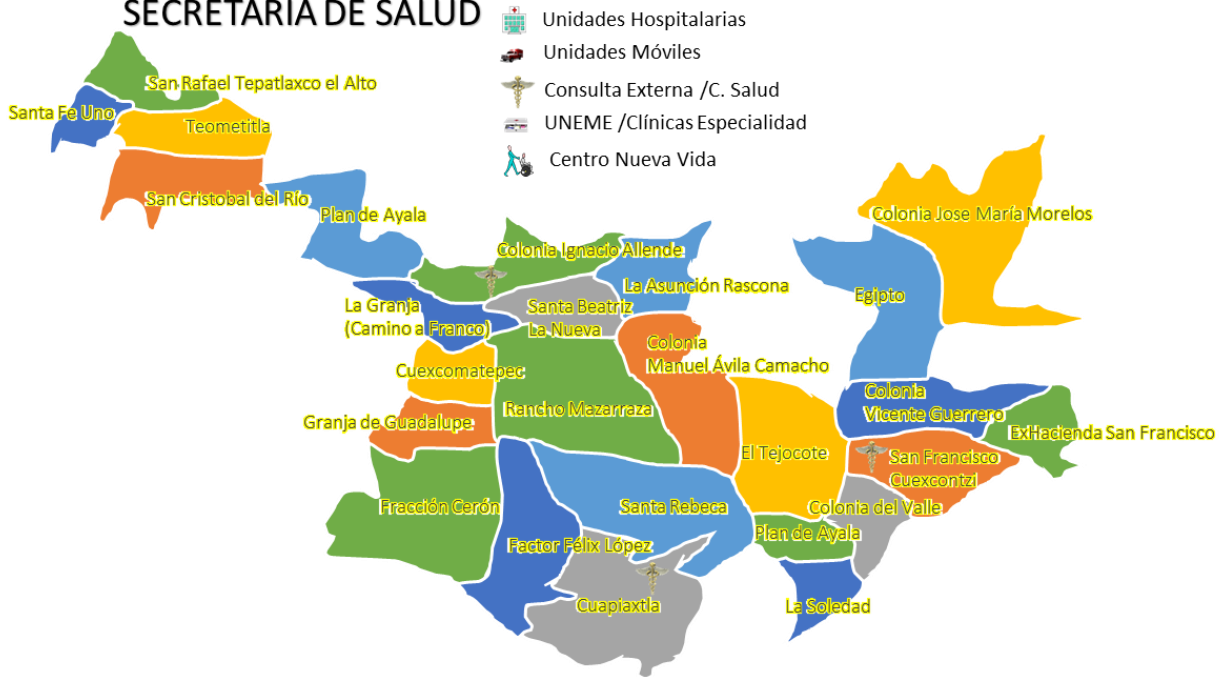 SECRETARIA DE SALUD
Unidades Hospitalarias
Unidades Móviles
Consulta Externa /C. Salud
UNEME /Clínicas Especialidad
Centro Nueva Vida
San Rafael Tepatlaxco el Alto
Santa Fe Uno
Teometitla
San Cristobal del Río
Plan de Ayala
Colonia Jose María Morelos
Colonia Ignacio Allende
La Asunción Rascona
Egipto
La Granja
(Camino a Franco)
Santa Beatriz
La Nueva
Colonia
Manuel Ávila Camacho
Cuexcomatepec
Rancho Mazarraza
Granja de Guadalupe
Colonia
Vicente Guerrero
ExHacienda San Francisco
El Tejocote
San Francisco
Cuexcontzi
Fracción Cerón
Santa Rebeca
Colonia del Valle
Plan de Ayala
Factor Félix López
Cuapiaxtla
La Soledad